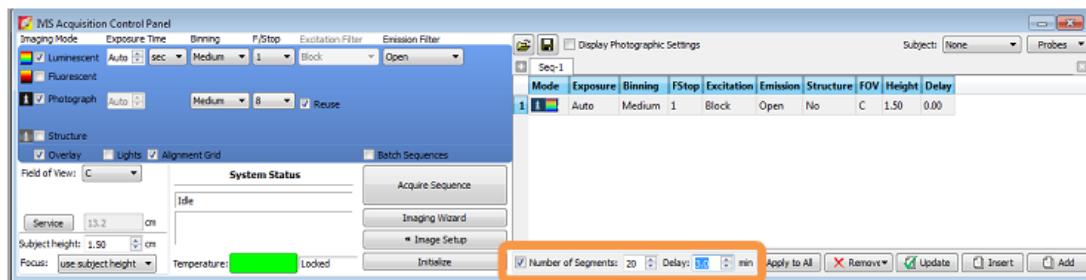 IVIS Acquisition Control Panel
Imaging Mode Exposure Time Binning F/Stop Excitation Filter Emission Filter
Luminescent Auto sec Medium 1 Block Open
Fluorescent
Photograph Auto Medium 8 Reuse
Structure
Overlay Lights Alignment Grid Batch Sequences
Field of View: C
System Status
Idle
Service 13.2 cm
Subject height: 1.50 cm
Focus: use subject height
Temperature: Locked
Acquire Sequence
Imaging Wizard
Image Setup
Initialize
Display Photographic Settings Subject: None Probes
Seq-1
Mode Exposure Binning FStop Excitation Emission Structure FOV Height Delay
1 Auto Medium 1 Block Open No C 1.50 0.00
Number of Segments: 20 Delay: 3.0 min Apply to All Remove Update Insert Add